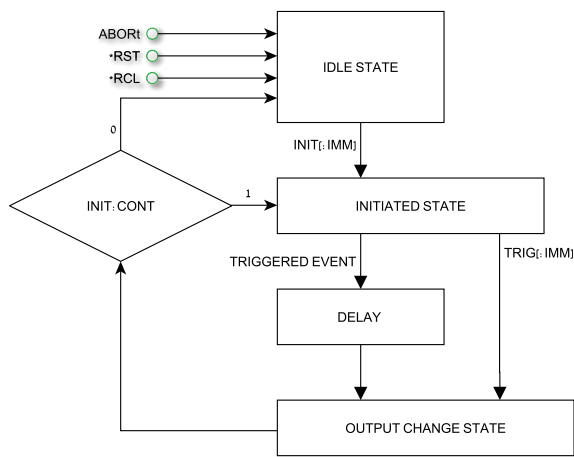 ABORt
*RST
*RCL
IDLE STATE
0
INIT[:IMM]
INIT:CONT
1
INITIATED STATE
TRIGGERED EVENT
TRIG[:IMM]
DELAY
OUTPUT CHANGE STATE